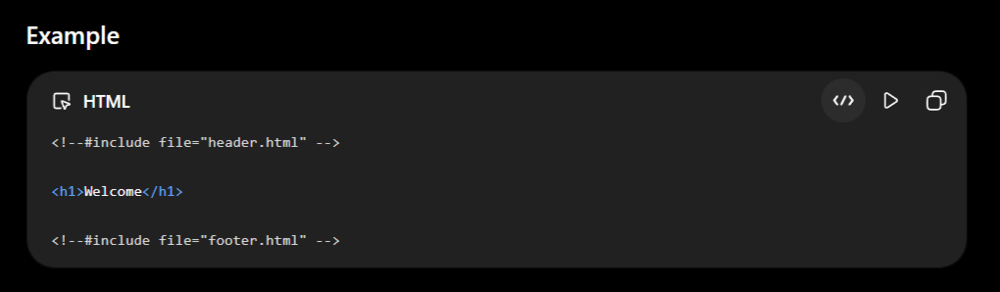 Example
HTML
<!--#include file="header.html" -->
<h1>Welcome</h1>
<!--#include file="footer.html" -->